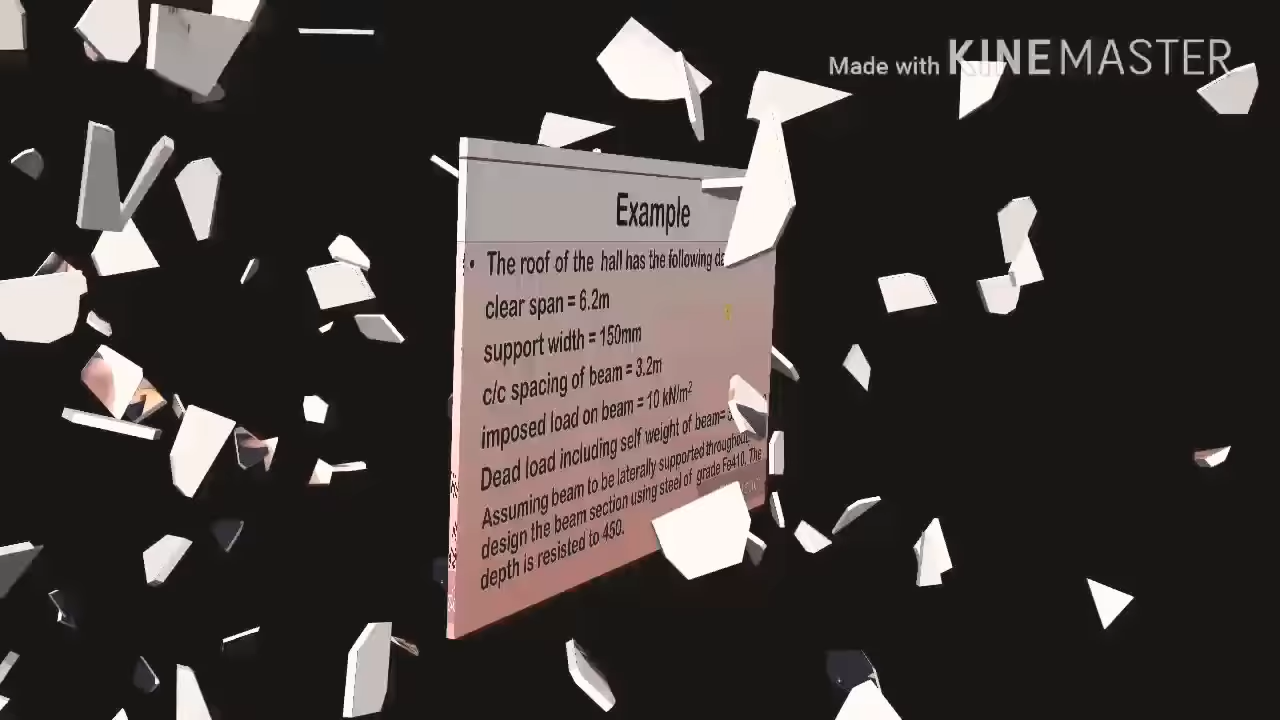 Made with KINEMASTER
Example
• The roof of the hall has the following
clear span = 6.2m
support width = 150mm
c/c spacing of beam = 3.2m
imposed load on beam = 10 kN/m²
Dead load including self weight of beam=
Assuming beam to be laterally supported throughout,
design the beam section using steel of grade Fe410. The
depth is resisted to 450.